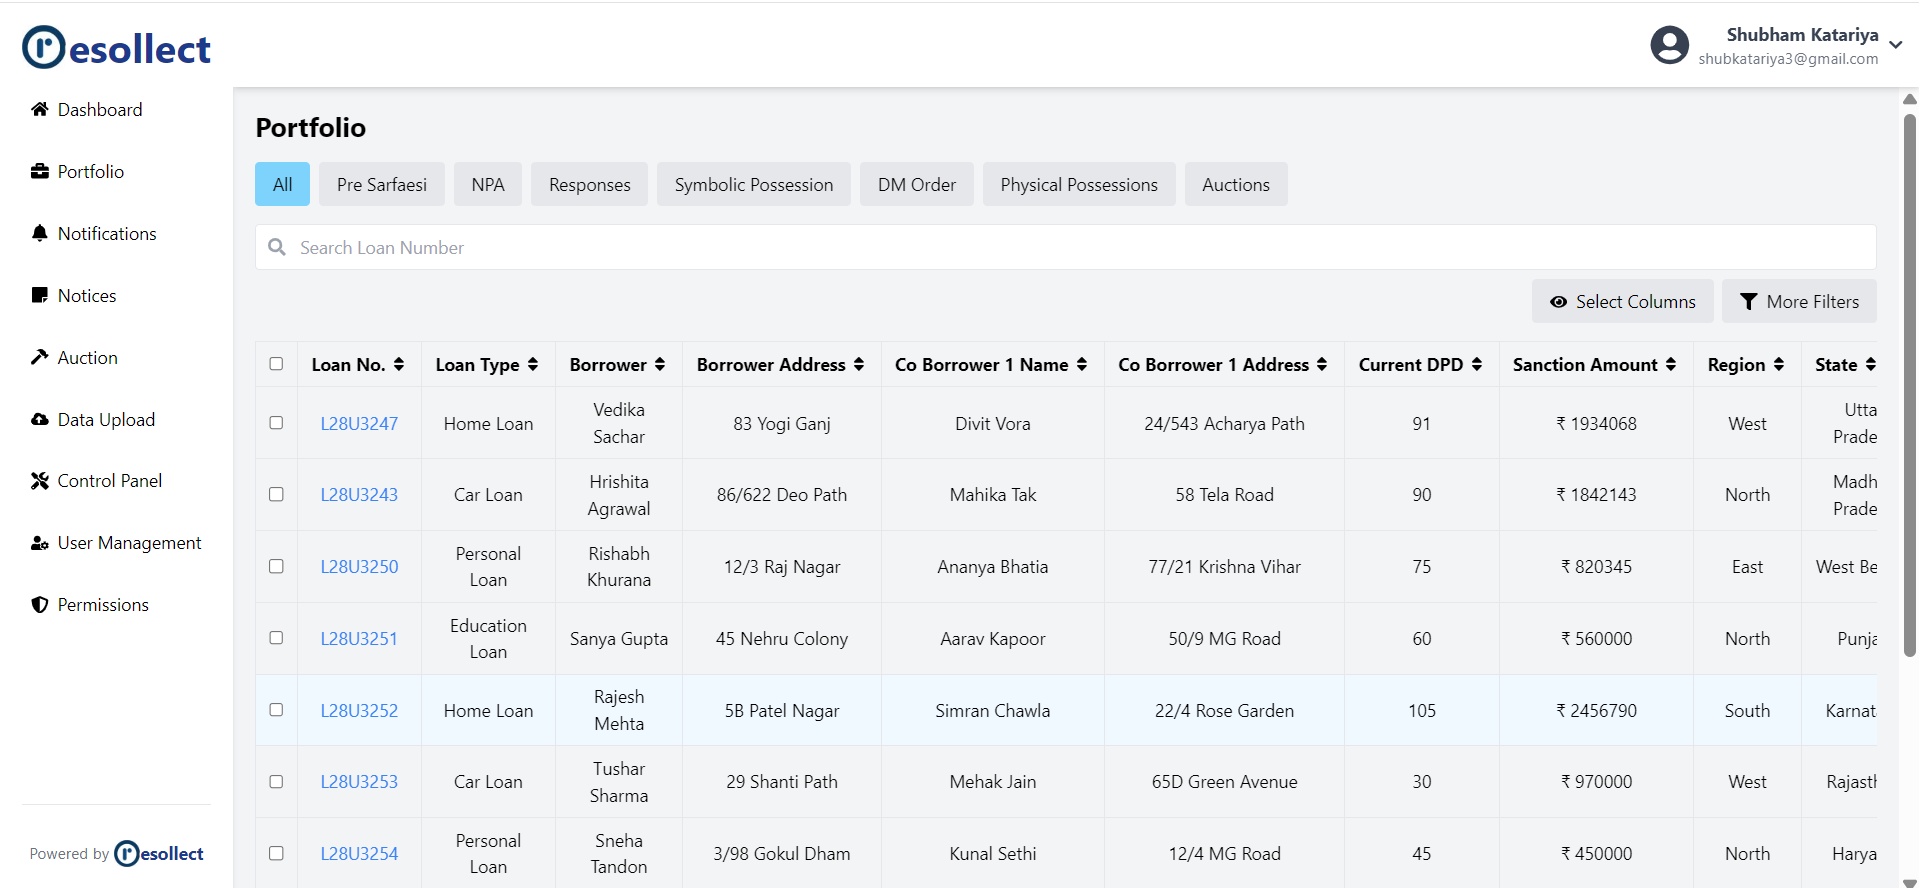 resollect
Shubham Katariya
shubkatariya3@gmail.com
Dashboard
Portfolio
Notifications
Notices
Auction
Data Upload
Control Panel
User Management
Permissions
Powered by resollect
Portfolio
All Pre Sarfaesi NPA Responses Symbolic Possession DM Order Physical Possessions Auctions
Search Loan Number
Select Columns More Filters
Loan No. Loan Type Borrower Borrower Address Co Borrower 1 Name Co Borrower 1 Address Current DPD Sanction Amount Region State
L28U3247 Home Loan Vedika Sachar 83 Yogi Ganj Divit Vora 24/543 Acharya Path 91 ₹ 1934068 West Utta Prade
L28U3243 Car Loan Hrishita Agrawal 86/622 Deo Path Mahika Tak 58 Tela Road 90 ₹ 1842143 North Madh Prade
L28U3250 Personal Loan Rishabh Khurana 12/3 Raj Nagar Ananya Bhatia 77/21 Krishna Vihar 75 ₹ 820345 East West Be
L28U3251 Education Loan Sanya Gupta 45 Nehru Colony Aarav Kapoor 50/9 MG Road 60 ₹ 560000 North Punja
L28U3252 Home Loan Rajesh Mehta 5B Patel Nagar Simran Chawla 22/4 Rose Garden 105 ₹ 2456790 South Karnat
L28U3253 Car Loan Tushar Sharma 29 Shanti Path Mehak Jain 65D Green Avenue 30 ₹ 970000 West Rajast
L28U3254 Personal Loan Sneha Tandon 3/98 Gokul Dham Kunal Sethi 12/4 MG Road 45 ₹ 450000 North Harya